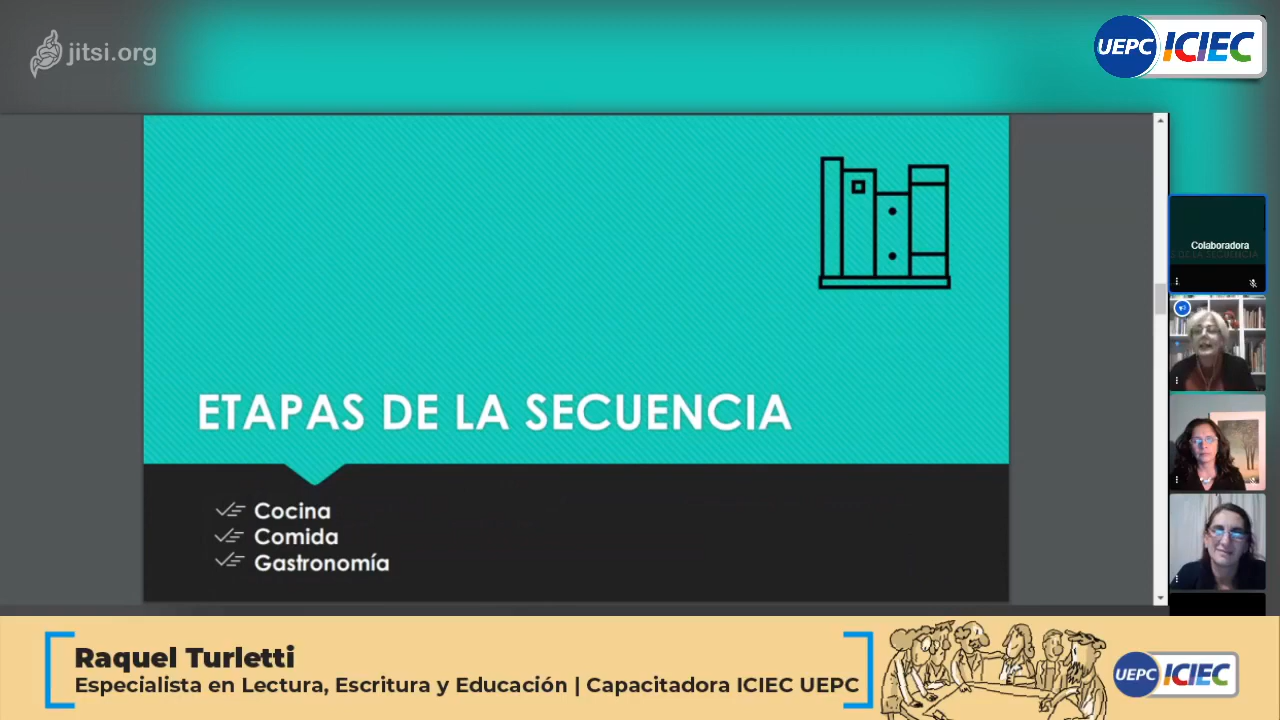 jitsi.org
UEPC ICIEC
ETAPAS DE LA SECUENCIA
Cocina
Comida
Gastronomía
Colaboradora
Raquel Turletti
Especialista en Lectura, Escritura y Educación | Capacitadora ICIEC UEPC
UEPC ICIEC